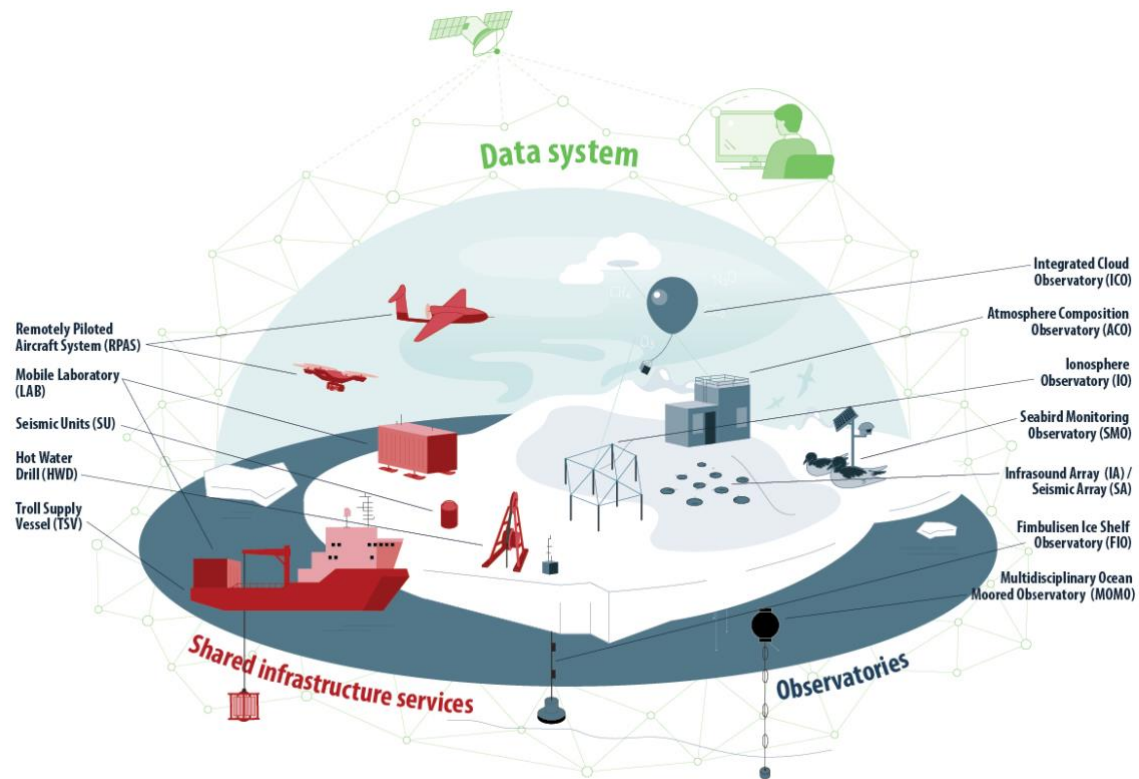 Data system
Remotely Piloted
Aircraft System (RPAS)
Mobile Laboratory
(LAB)
Seismic Units (SU)
Hot Water
Drill (HWD)
Troll Supply
Vessel (TSV)
Integrated Cloud
Observatory (ICO)
Atmosphere Composition
Observatory (ACO)
Ionosphere
Observatory (IO)
Seabird Monitoring
Observatory (SMO)
Infrasound Array (IA) /
Seismic Array (SA)
Fimbulisen Ice Shelf
Observatory (FIO)
Multidisciplinary Ocean
Moored Observatory (MOMO)
Shared infrastructure services
Observatories